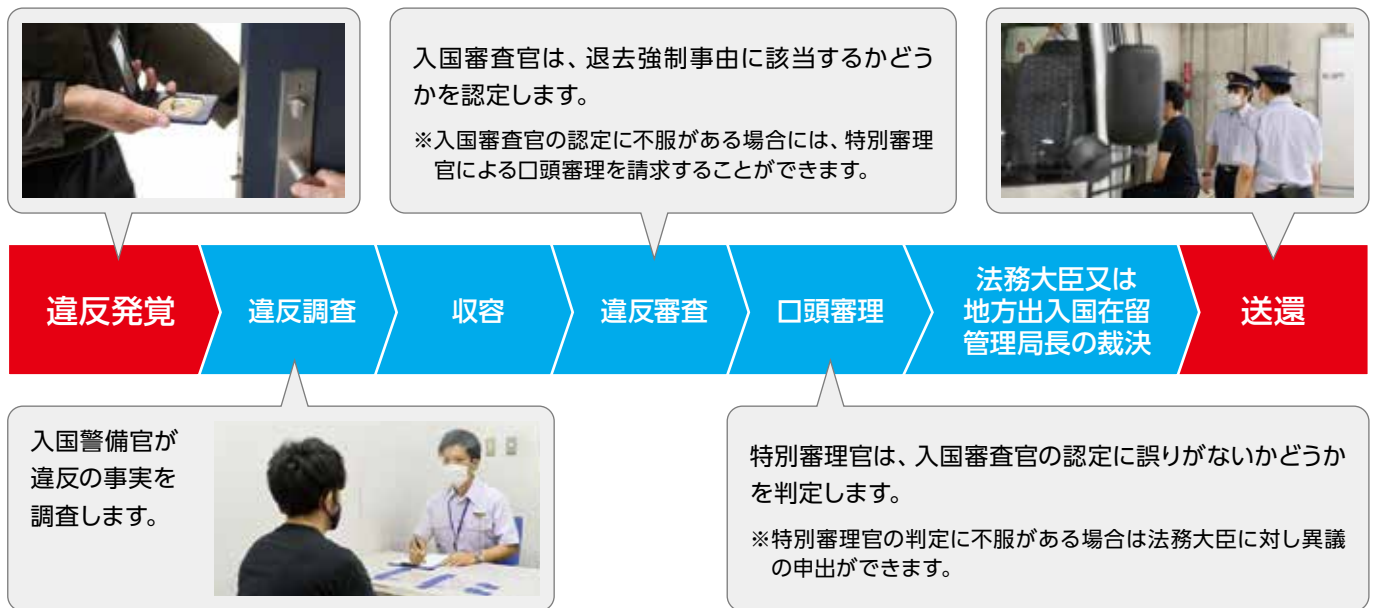 入国審査官は、退去強制事由に該当するかどう
かを認定します。
※入国審査官の認定に不服がある場合には、特別審理
官による口頭審理を請求することができます。
違反発覚
違反調査
収容
違反審査
口頭審理
法務大臣又は
地方出入国在留
管理局長の裁決
送還
入国警備官が
違反の事実を
調査します。
特別審理官は、入国審査官の認定に誤りがないかどうか
を判定します。
※特別審理官の判定に不服がある場合は法務大臣に対し異議
の申出ができます。